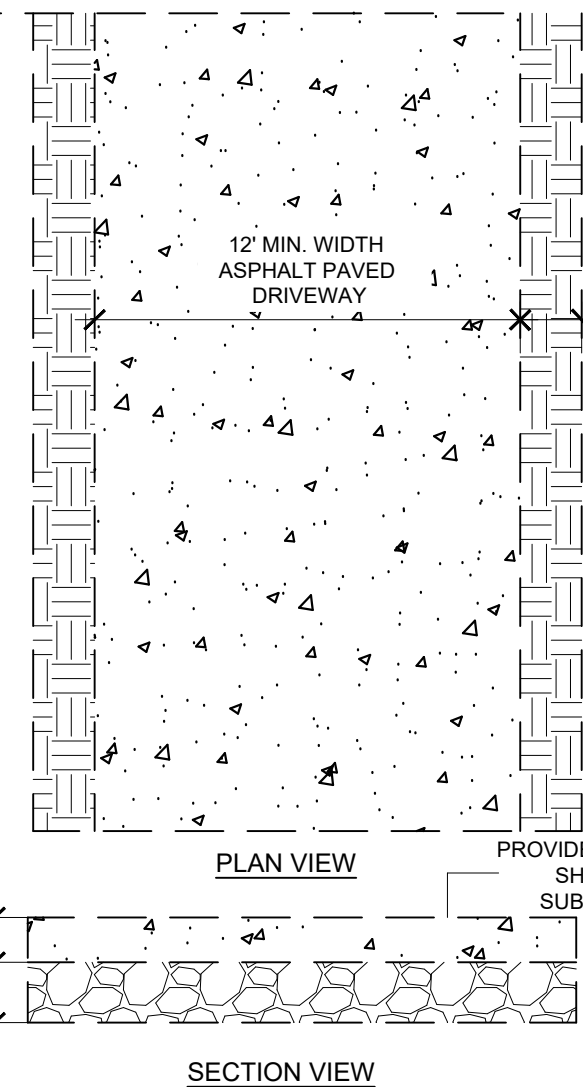 12' MIN. WIDTH
ASPHALT PAVED
DRIVEWAY
PLAN VIEW
SECTION VIEW